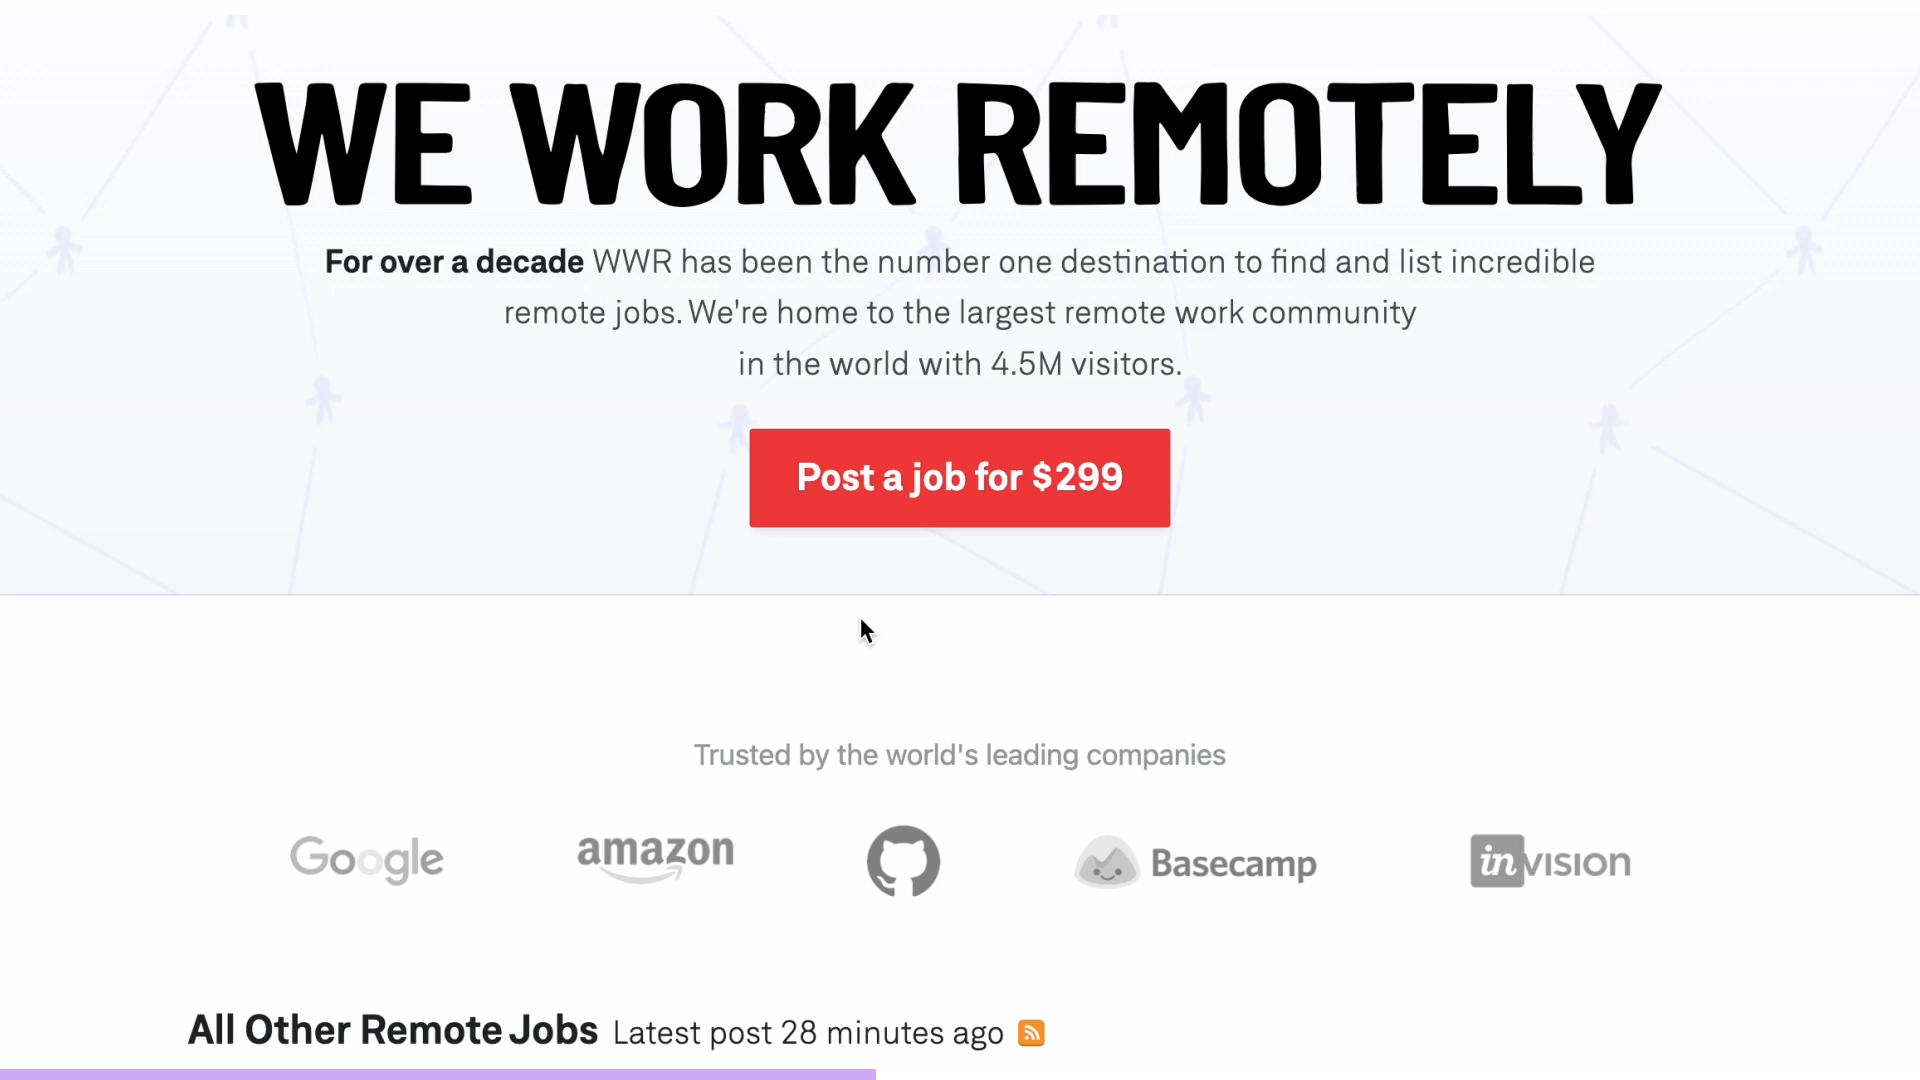 WE WORK REMOTELY
For over a decade WWR has been the number one destination to find and list incredible
remote jobs. We're home to the largest remote work community
in the world with 4.5M visitors.
Post a job for $299
Trusted by the world's leading companies
Google amazon Basecamp inVISION
All Other Remote Jobs Latest post 28 minutes ago